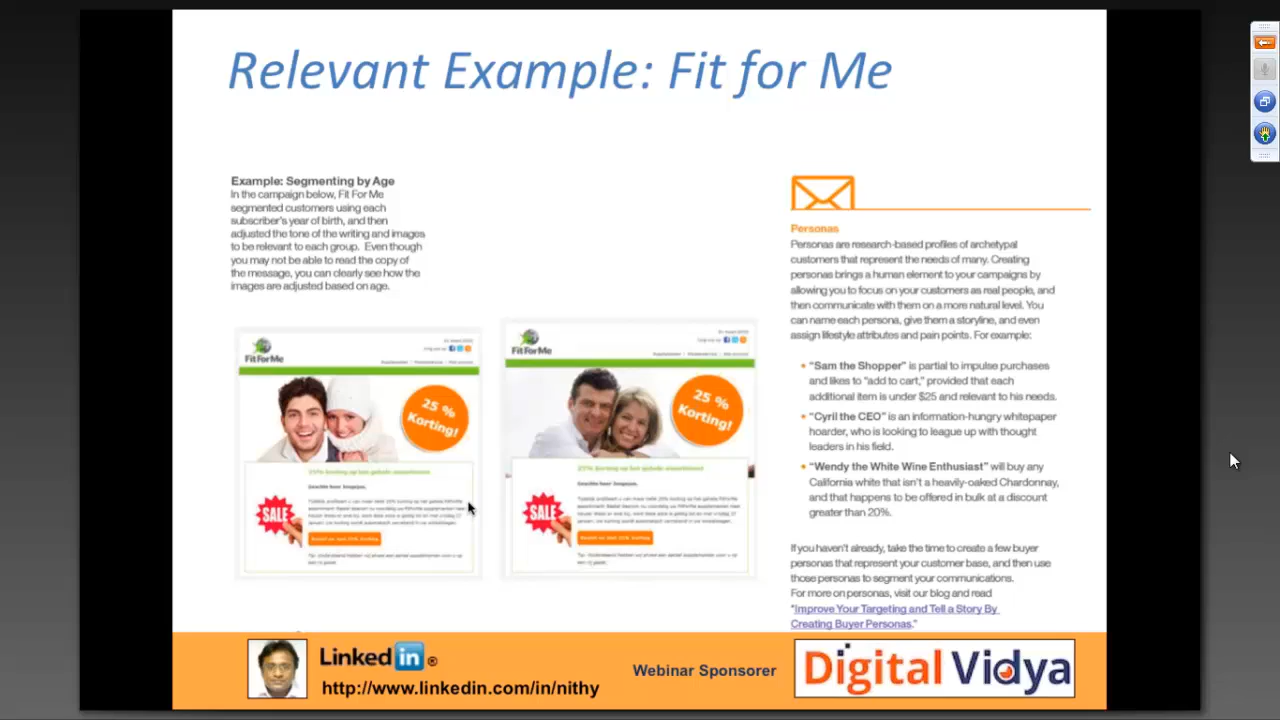 Relevant Example: Fit for Me
Example: Segmenting by Age
In the campaign below, Fit For Me
segmented customers using each
subscriber's year of birth, and then
adjusted the tone of the writing and images
to be relevant to each group. Even though
you may not be able to read the copy of
the message, you can clearly see how the
images are adjusted based on age.
FitForMe
25 %
Korting!
SALE
FitForMe
25 %
Korting!
SALE
Personas
Personas are research-based profiles of archetypal
customers that represent the needs of many. Creating
personas brings a human element to your campaigns by
allowing you to focus on your customers as real people, and
then communicate with them on a more natural level. You
can name each persona, give them a storyline, and even
assign lifestyle attributes and pain points. For example:
• “Sam the Shopper” is partial to impulse purchases
and likes to “add to cart,” provided that each
additional item is under $25 and relevant to his needs.
• “Cyril the CEO” is an information-hungry whitepaper
hoarder, who is looking to league up with thought
leaders in his field.
• “Wendy the White Wine Enthusiast” will buy any
California white that isn't a heavily-oaked Chardonnay,
and that happens to be offered in bulk at a discount
greater than 20%.
If you haven't already, take the time to create a few buyer
personas that represent your customer base, and then use
those personas to segment your communications.
For more on personas, visit our blog and read
“Improve Your Targeting and Tell a Story By
Creating Buyer Personas.”
Linked in ®
http://www.linkedin.com/in/nithy
Webinar Sponsorer
Digital Vidya